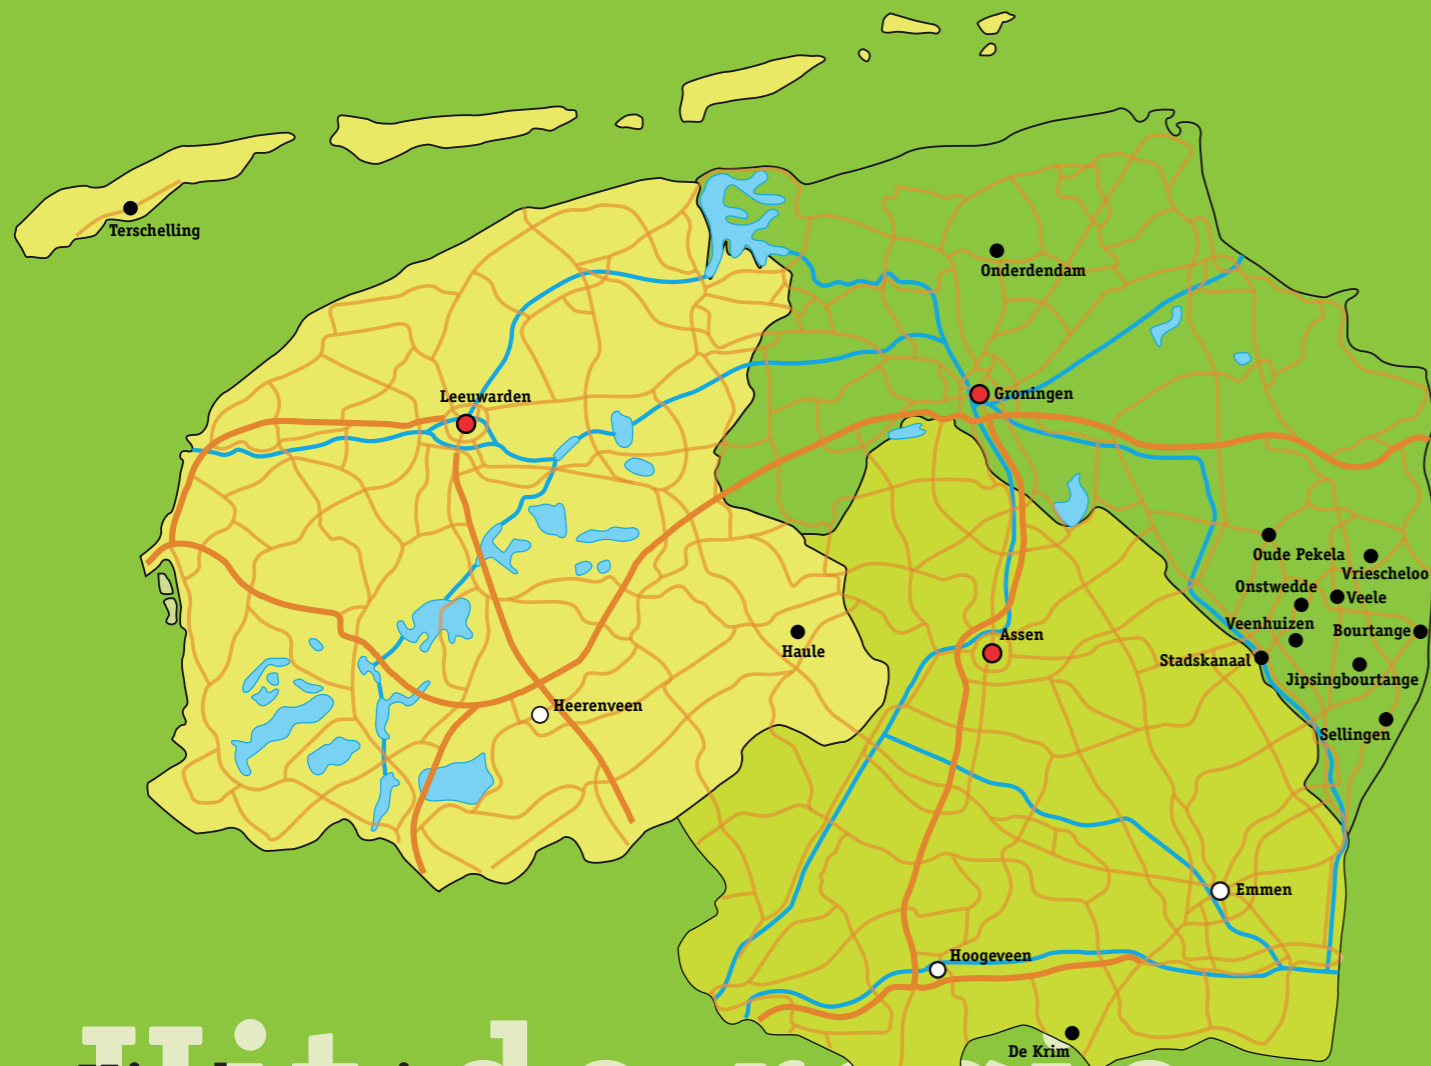 Terschelling
Onderdendam
Leeuwarden
Groningen
Oude Pekela
Vriescheloo
Onstwedde
Veele
Veenhuizen
Bourtange
Assen
Haule
Stadskanaal
Jipsingbourtange
Heerenveen
Sellingen
Emmen
Hoogeveen
De Krim